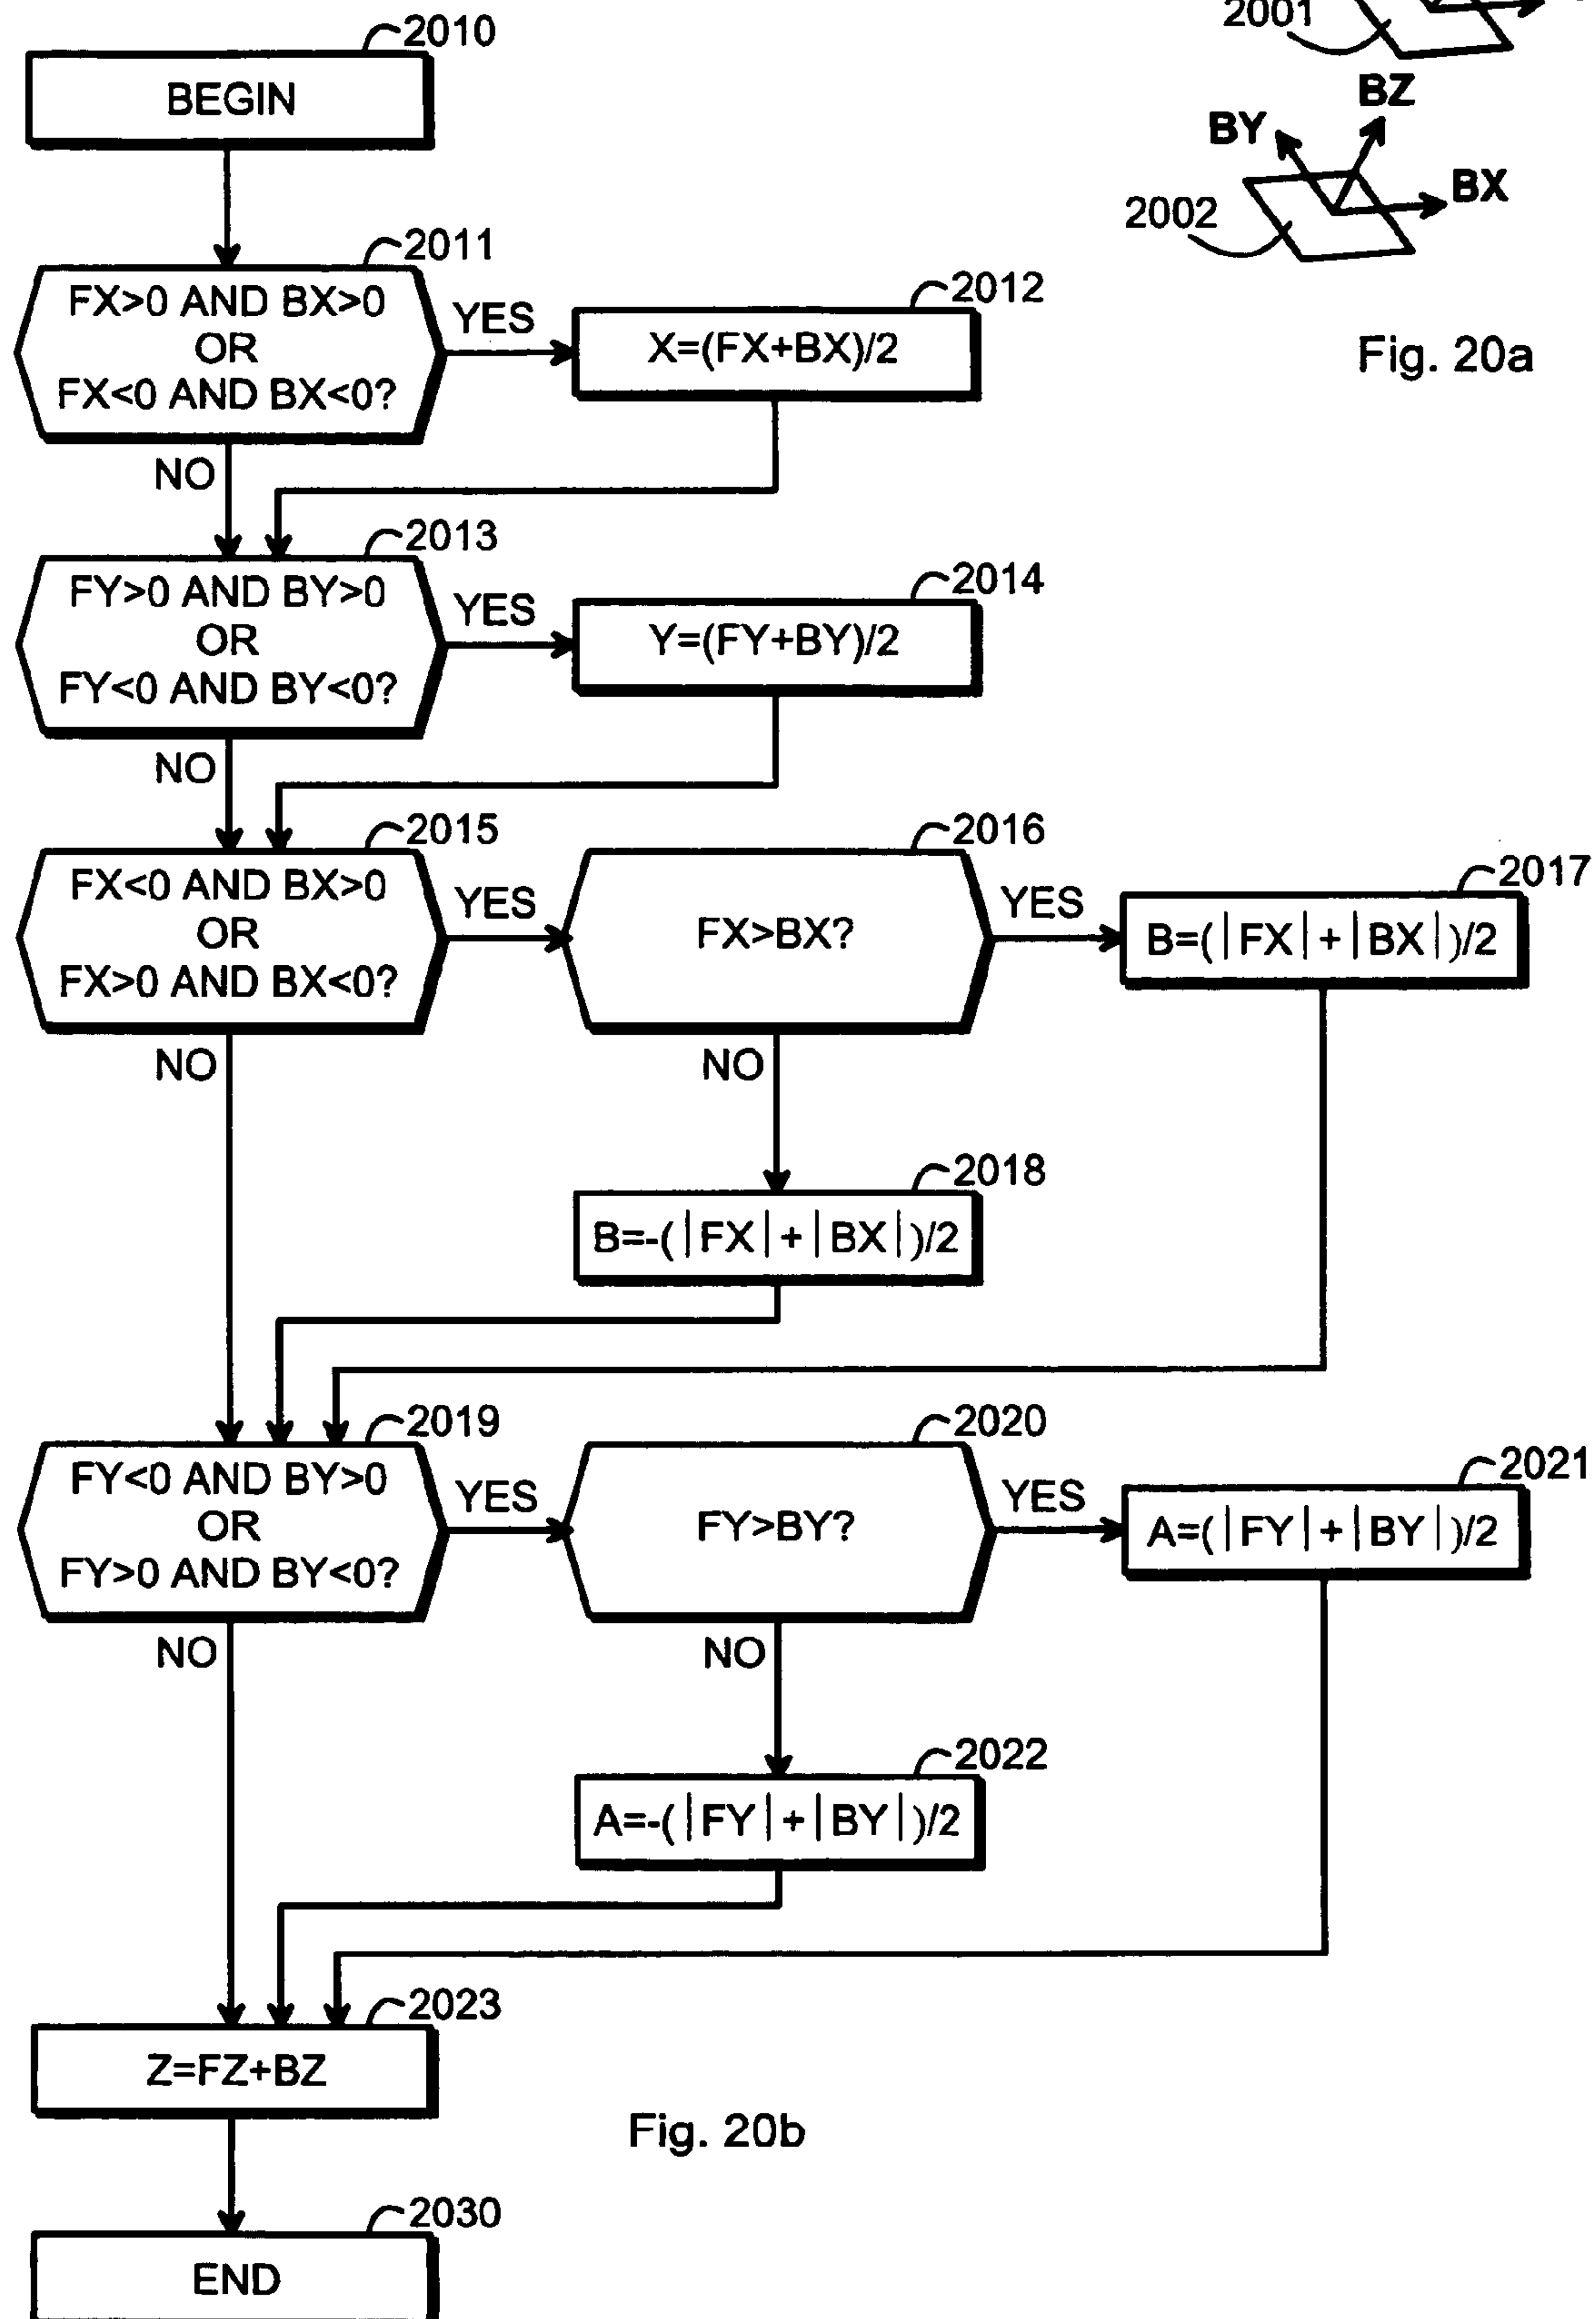 2010
BEGIN
2001
BZ
BY
BX
2002
Fig. 20a
2011
FX>0 AND BX>0
OR
FX<0 AND BX<0?
YES
NO
2012
X=(FX+BX)/2
2013
FY>0 AND BY>0
OR
FY<0 AND BY<0?
YES
NO
2014
Y=(FY+BY)/2
2015
FX<0 AND BX>0
OR
FX>0 AND BX<0?
YES
NO
2016
FX>BX?
YES
NO
2017
B=(|FX|+|BX|)/2
2018
B=-(|FX|+|BX|)/2
2019
FY<0 AND BY>0
OR
FY>0 AND BY<0?
YES
NO
2020
FY>BY?
YES
NO
2021
A=(|FY|+|BY|)/2
2022
A=-(|FY|+|BY|)/2
2023
Z=FZ+BZ
Fig. 20b
2030
END